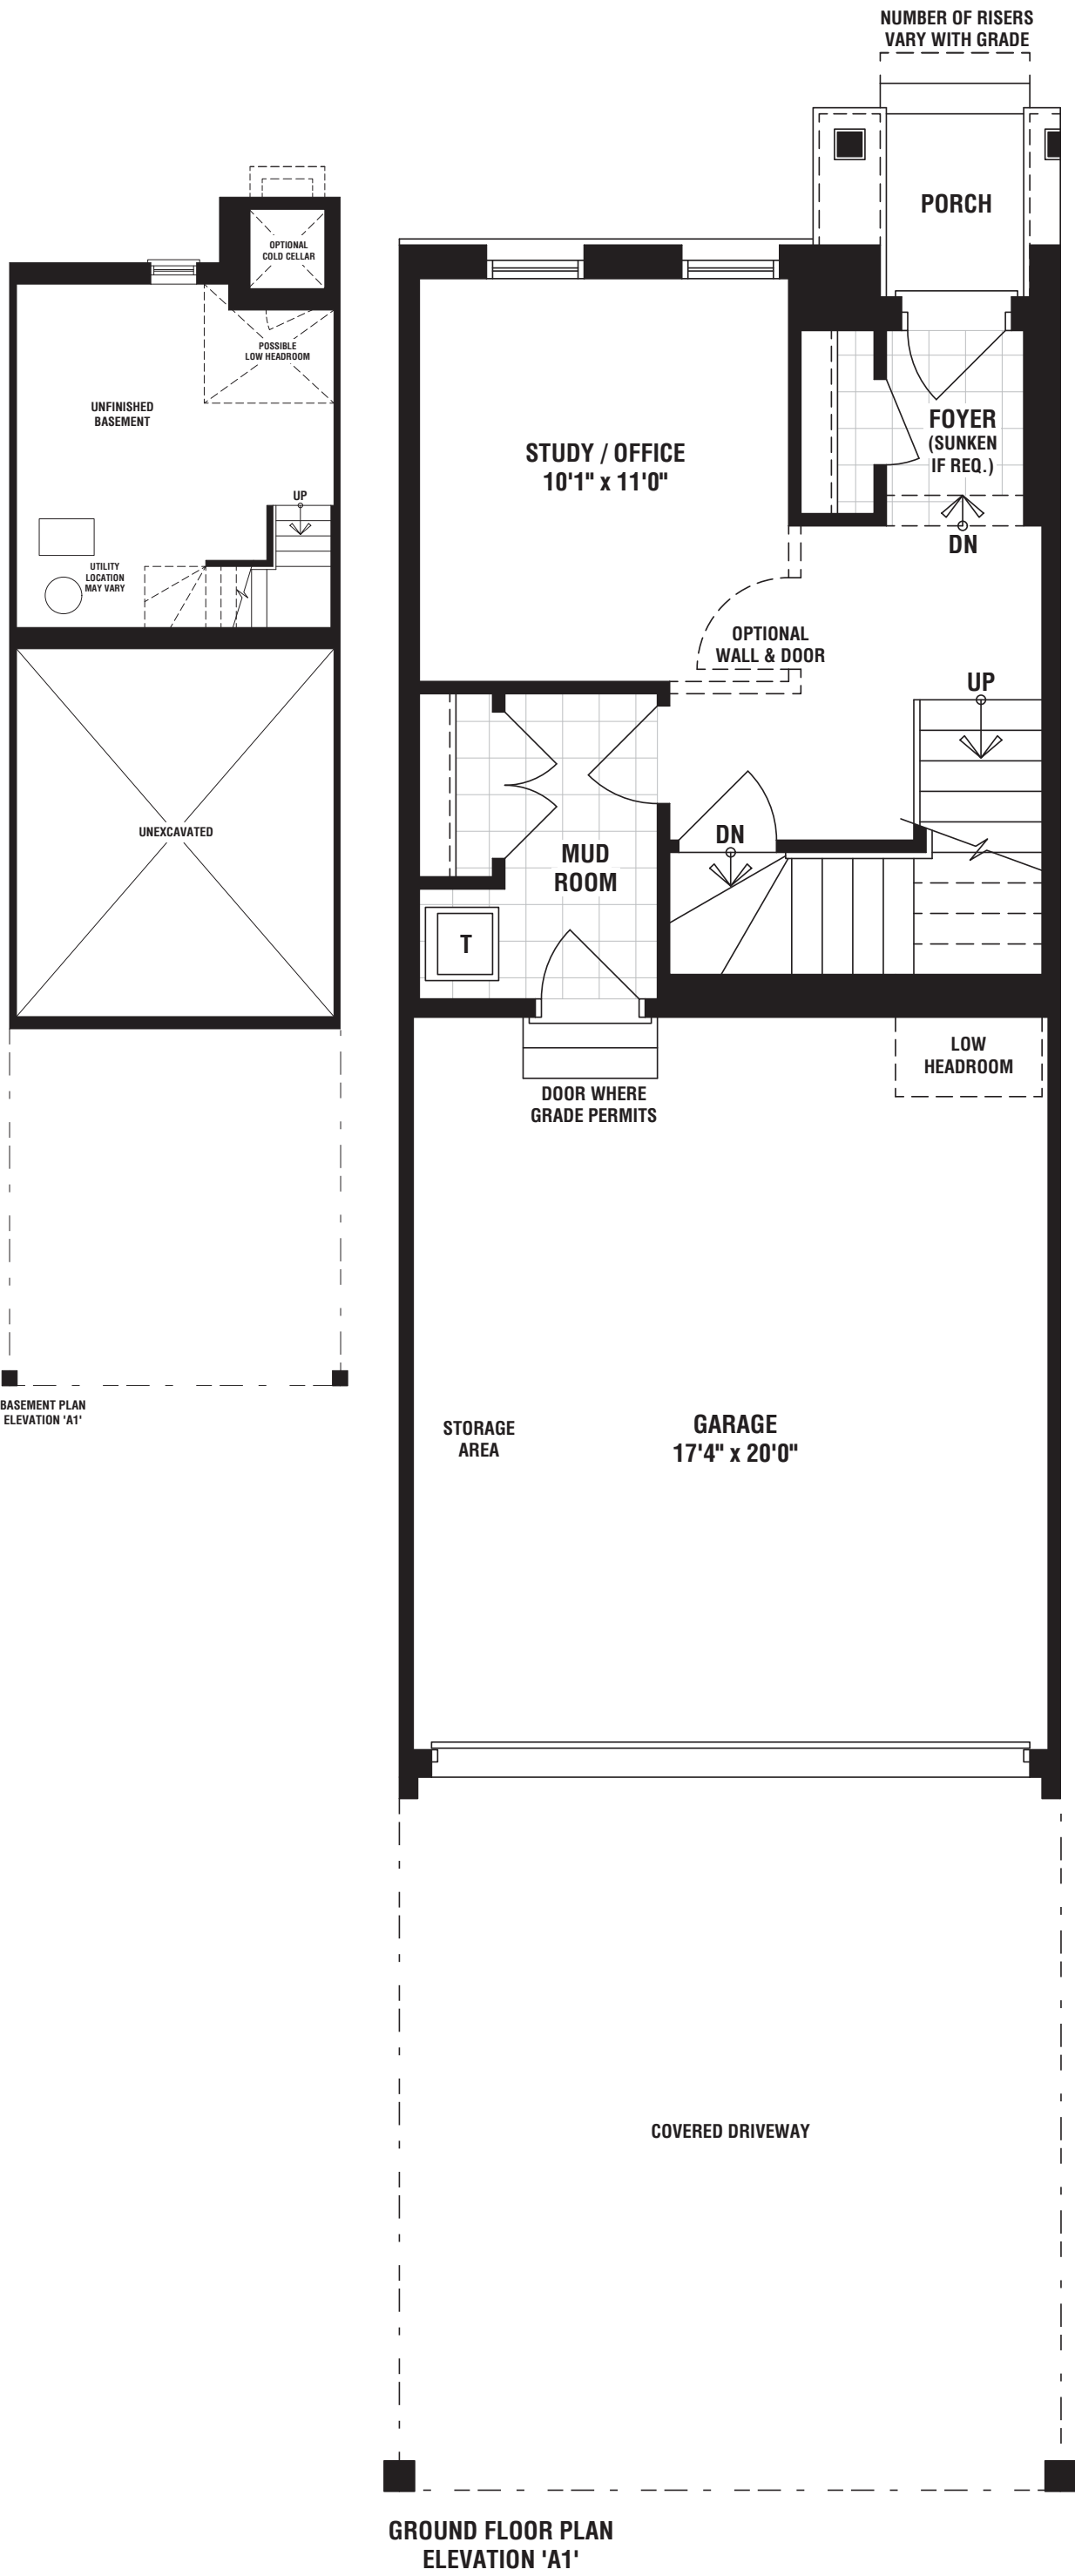 OPTIONAL
COLD CELLAR
POSSIBLE
LOW HEADROOM
UNFINISHED
BASEMENT
UP
UTILITY
LOCATION
MAY VARY
UNEXCAVATED
BASEMENT PLAN
ELEVATION 'A1'
NUMBER OF RISERS
VARY WITH GRADE
PORCH
FOYER
(SUNKEN
IF REQ.)
DN
STUDY / OFFICE
10'1" x 11'0"
OPTIONAL
WALL & DOOR
UP
DN
MUD
ROOM
T
LOW
HEADROOM
DOOR WHERE
GRADE PERMITS
STORAGE
AREA
GARAGE
17'4" x 20'0"
COVERED DRIVEWAY
GROUND FLOOR PLAN
ELEVATION 'A1'